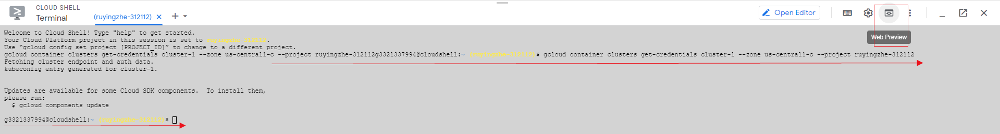 CLOUD SHELL
Terminal
(ruyingzhe-312112) × + ▾
Open Editor
Web Preview
Welcome to Cloud Shell! Type "help" to get started.
Your Cloud Platform project in this session is set to ruyingzhe-312112.
Use “gcloud config set project [PROJECT_ID]” to change to a different project.
gcloud container clusters get-credentials cluster-1 --zone us-central1-c --project ruyingzhe-312112g3321337994@cloudshell:~ (ruyingzhe-312112)$ gcloud container clusters get-credentials cluster-1 --zone us-central1-c --project ruyingzhe-312112
Fetching cluster endpoint and auth data.
kubeconfig entry generated for cluster-1.
Updates are available for some Cloud SDK components.  To install them,
please run:
  $ gcloud components update
g3321337994@cloudshell:~ (ruyingzhe-312112)$